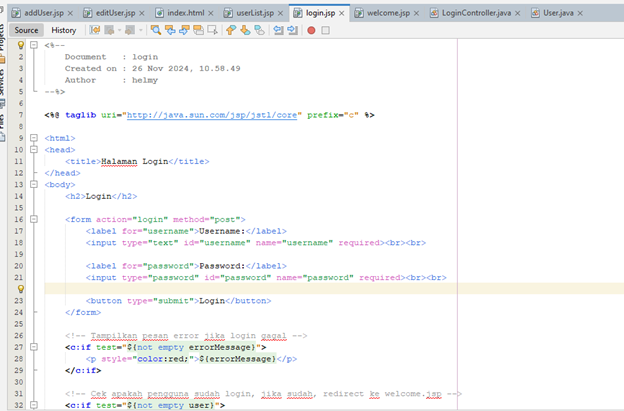 addUser.jsp editUser.jsp index.html userList.jsp login.jsp welcome.jsp LoginController.java User.java
Source History
Projects
Services
Files
<%--
2 Document : login
3 Created on : 26 Nov 2024, 10.58.49
4 Author : helmy
5 --%>
6
7 <%@ taglib uri="http://java.sun.com/jsp/jstl/core" prefix="c" %>
8
9 <html>
10 <head>
11 <title>Halaman Login</title>
12 </head>
13 <body>
14 <h2>Login</h2>
15
16 <form action="login" method="post">
17 <label for="username">Username:</label>
18 <input type="text" id="username" name="username" required><br><br>
19
20 <label for="password">Password:</label>
21 <input type="password" id="password" name="password" required><br><br>

23 <button type="submit">Login</button>
24 </form>
25
26 <!-- Tampilkan pesan error jika login gagal -->
27 <c:if test="${not empty errorMessage}">
28 <p style="color:red;">${errorMessage}</p>
29 </c:if>
30
31 <!-- Cek apakah pengguna sudah login, jika sudah, redirect ke welcome.jsp -->
32 <c:if test="${not empty user}">